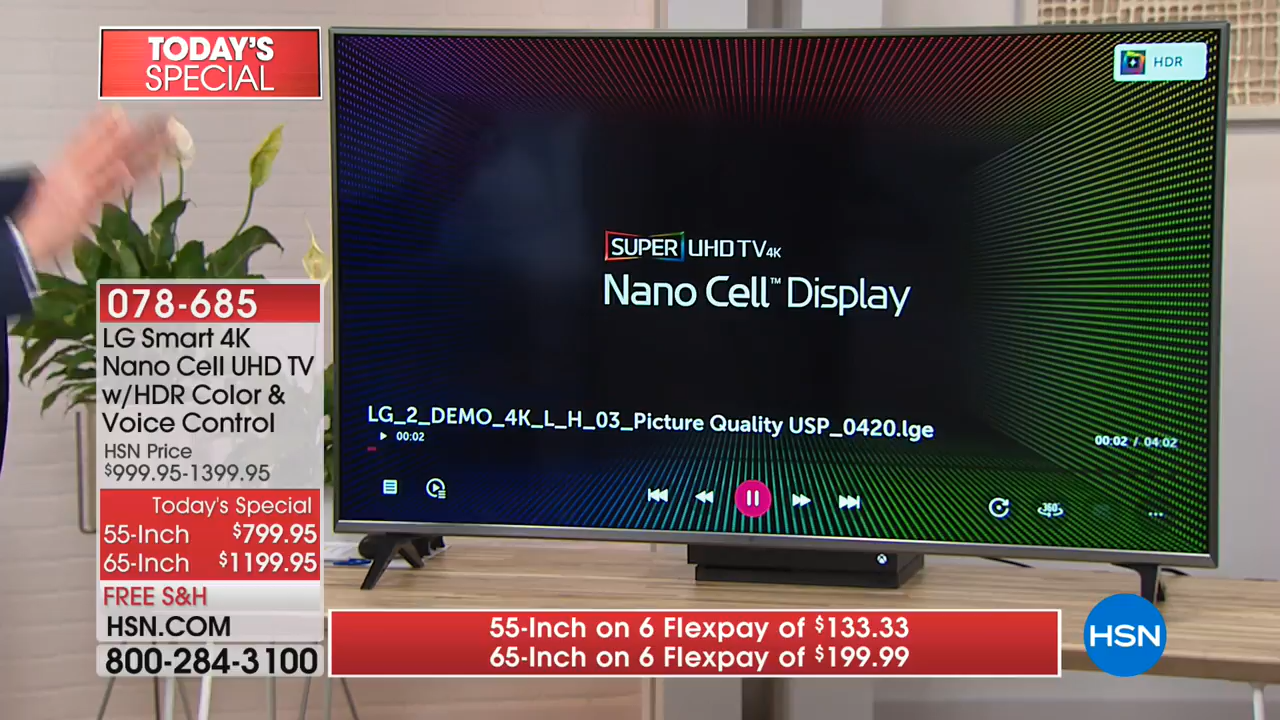 TODAY'S
SPECIAL
HDR
SUPER UHD TV 4K
Nano Cell™ Display
LG_2_DEMO_4K_L_H_03_Picture Quality USP_0420.lge
00:02
00:02 / 04:02
360
078-685
LG Smart 4K
Nano Cell UHD TV
w/HDR Color &
Voice Control
HSN Price
$999.95-1399.95
Today's Special
55-Inch $799.95
65-Inch $1199.95
FREE S&H
HSN.COM
800-284-3100
55-Inch on 6 Flexpay of $133.33
65-Inch on 6 Flexpay of $199.99
HSN